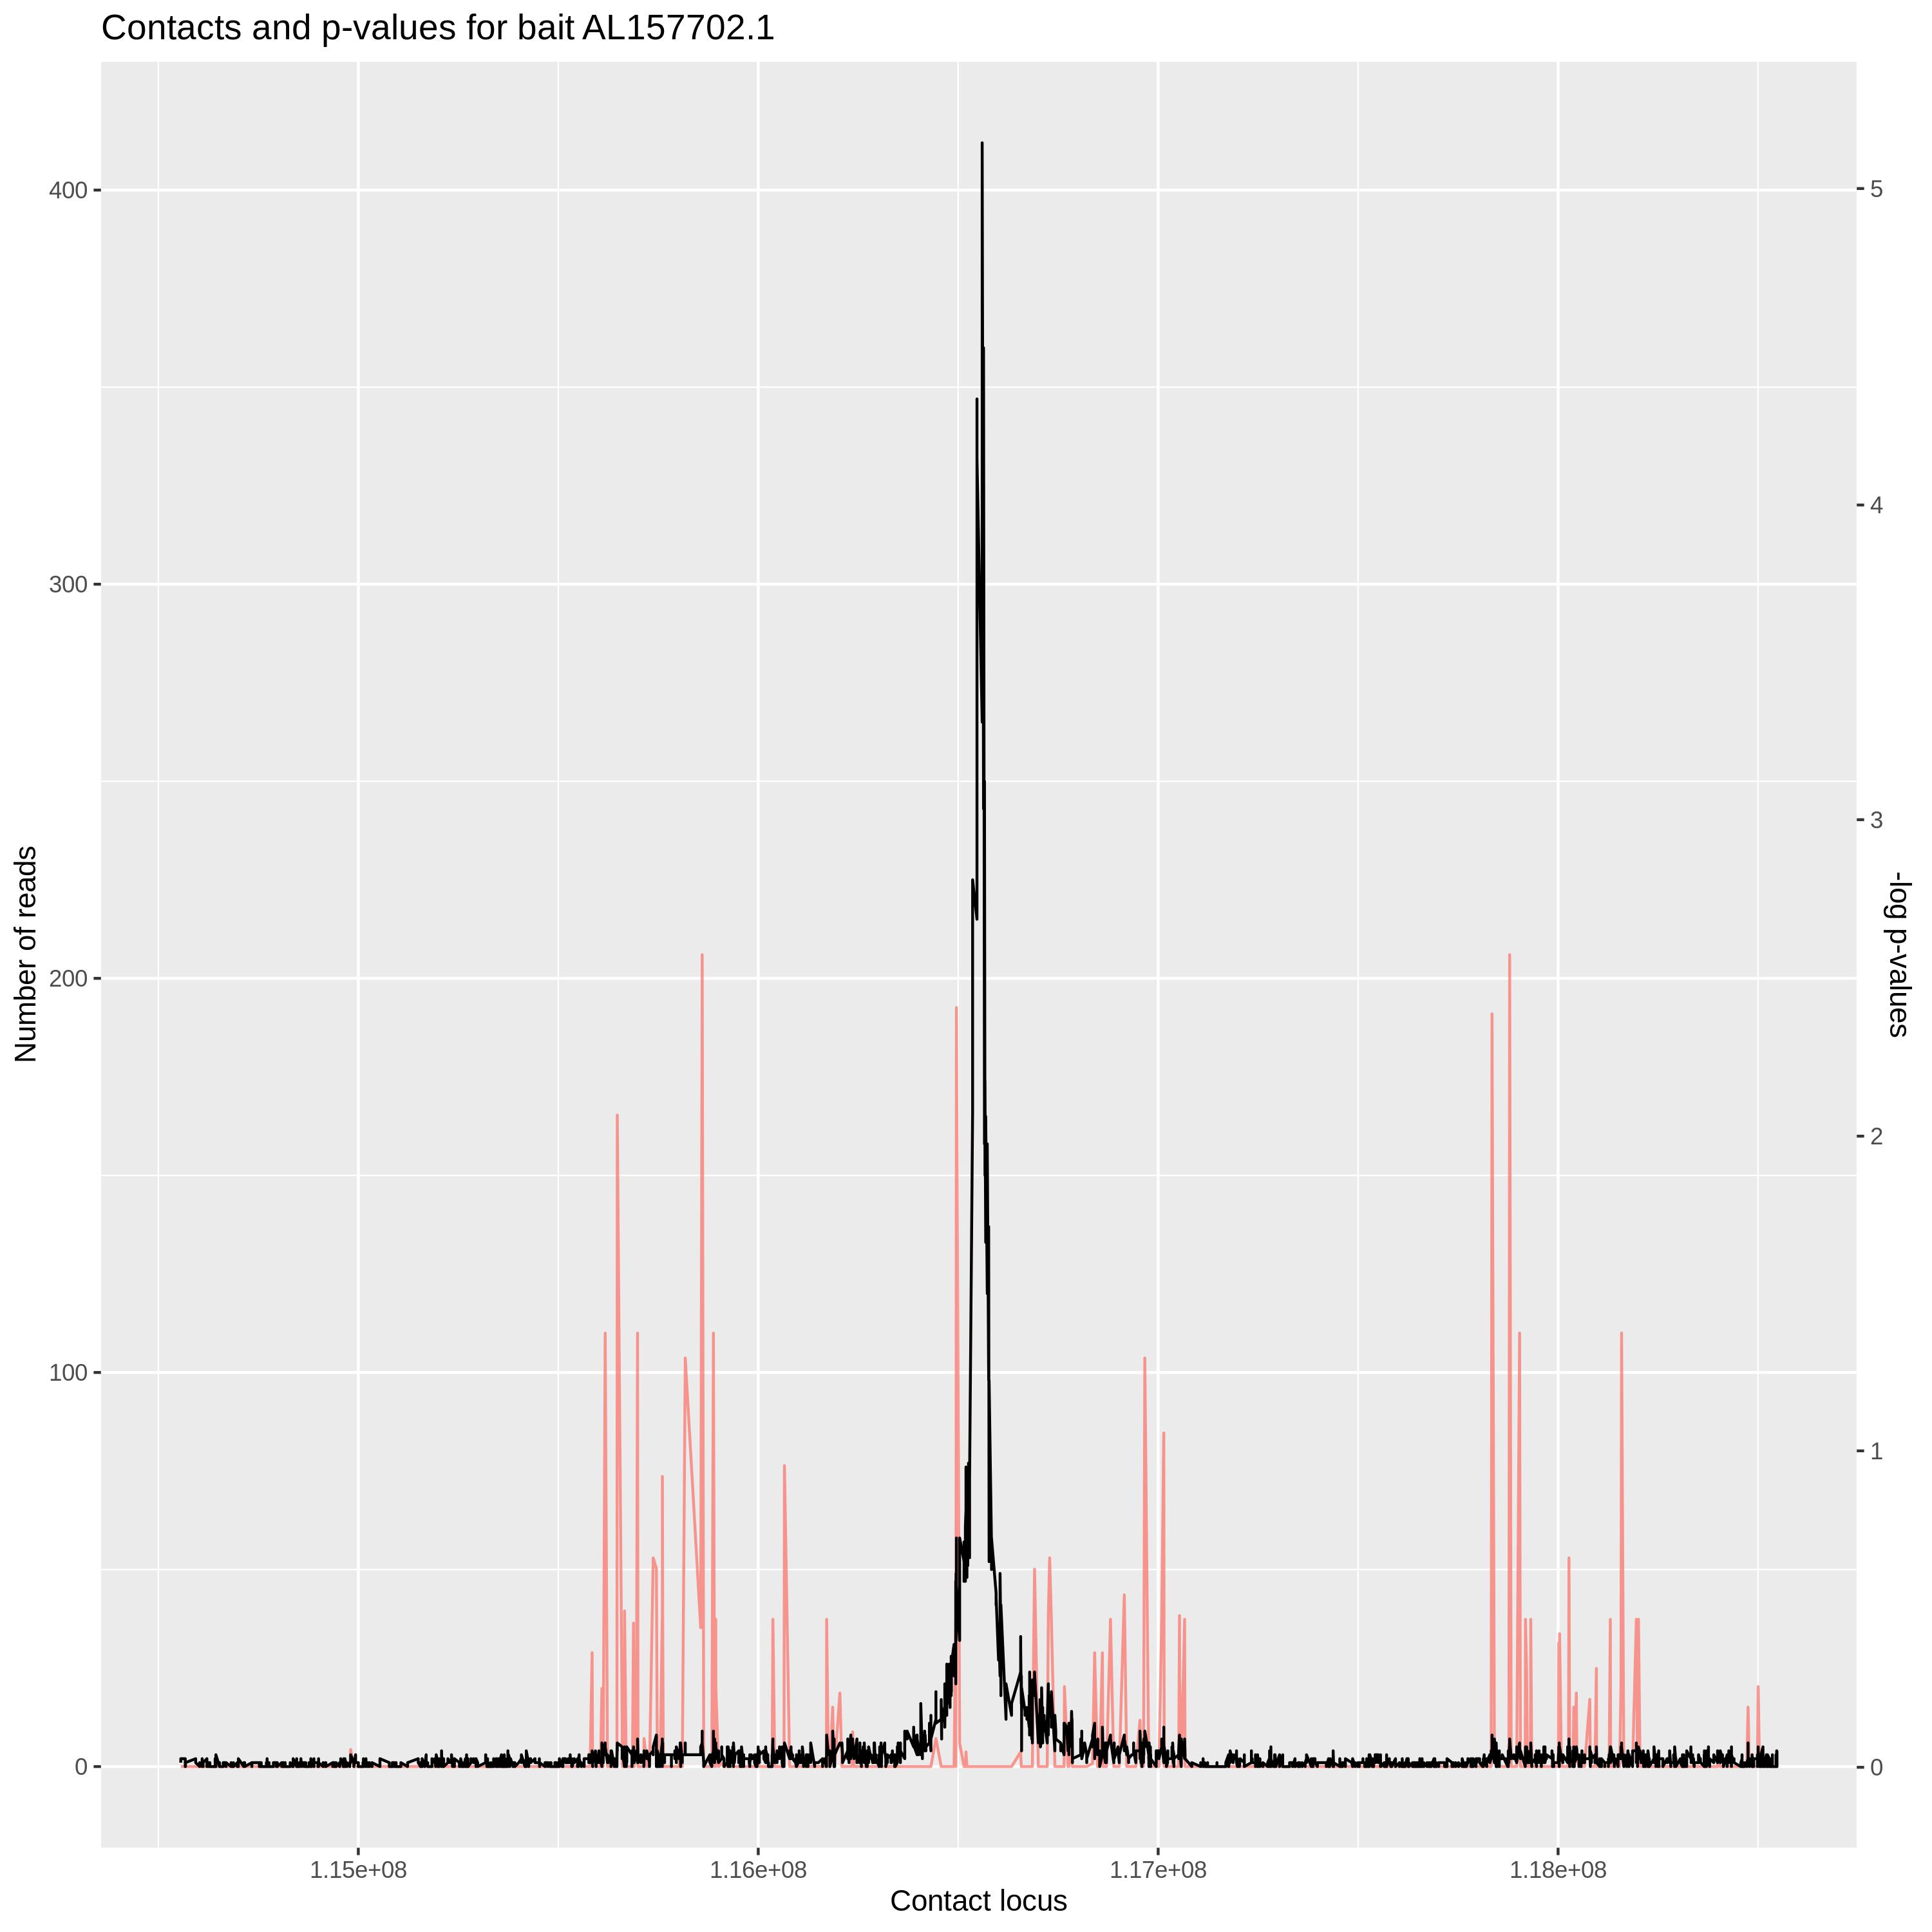 Contacts and p-values for bait AL157702.1
400
300
200
100
0
Number of reads
5
4
3
2
1
0
-log p-values
1.15e+08
1.16e+08
1.17e+08
1.18e+08
Contact locus